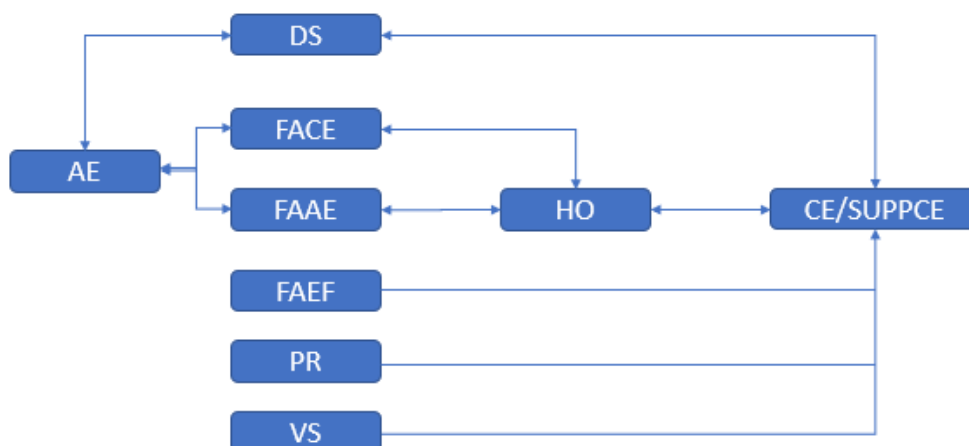 DS
FACE
AE
FAAE
HO
CE/SUPPCE
FAEF
PR
VS